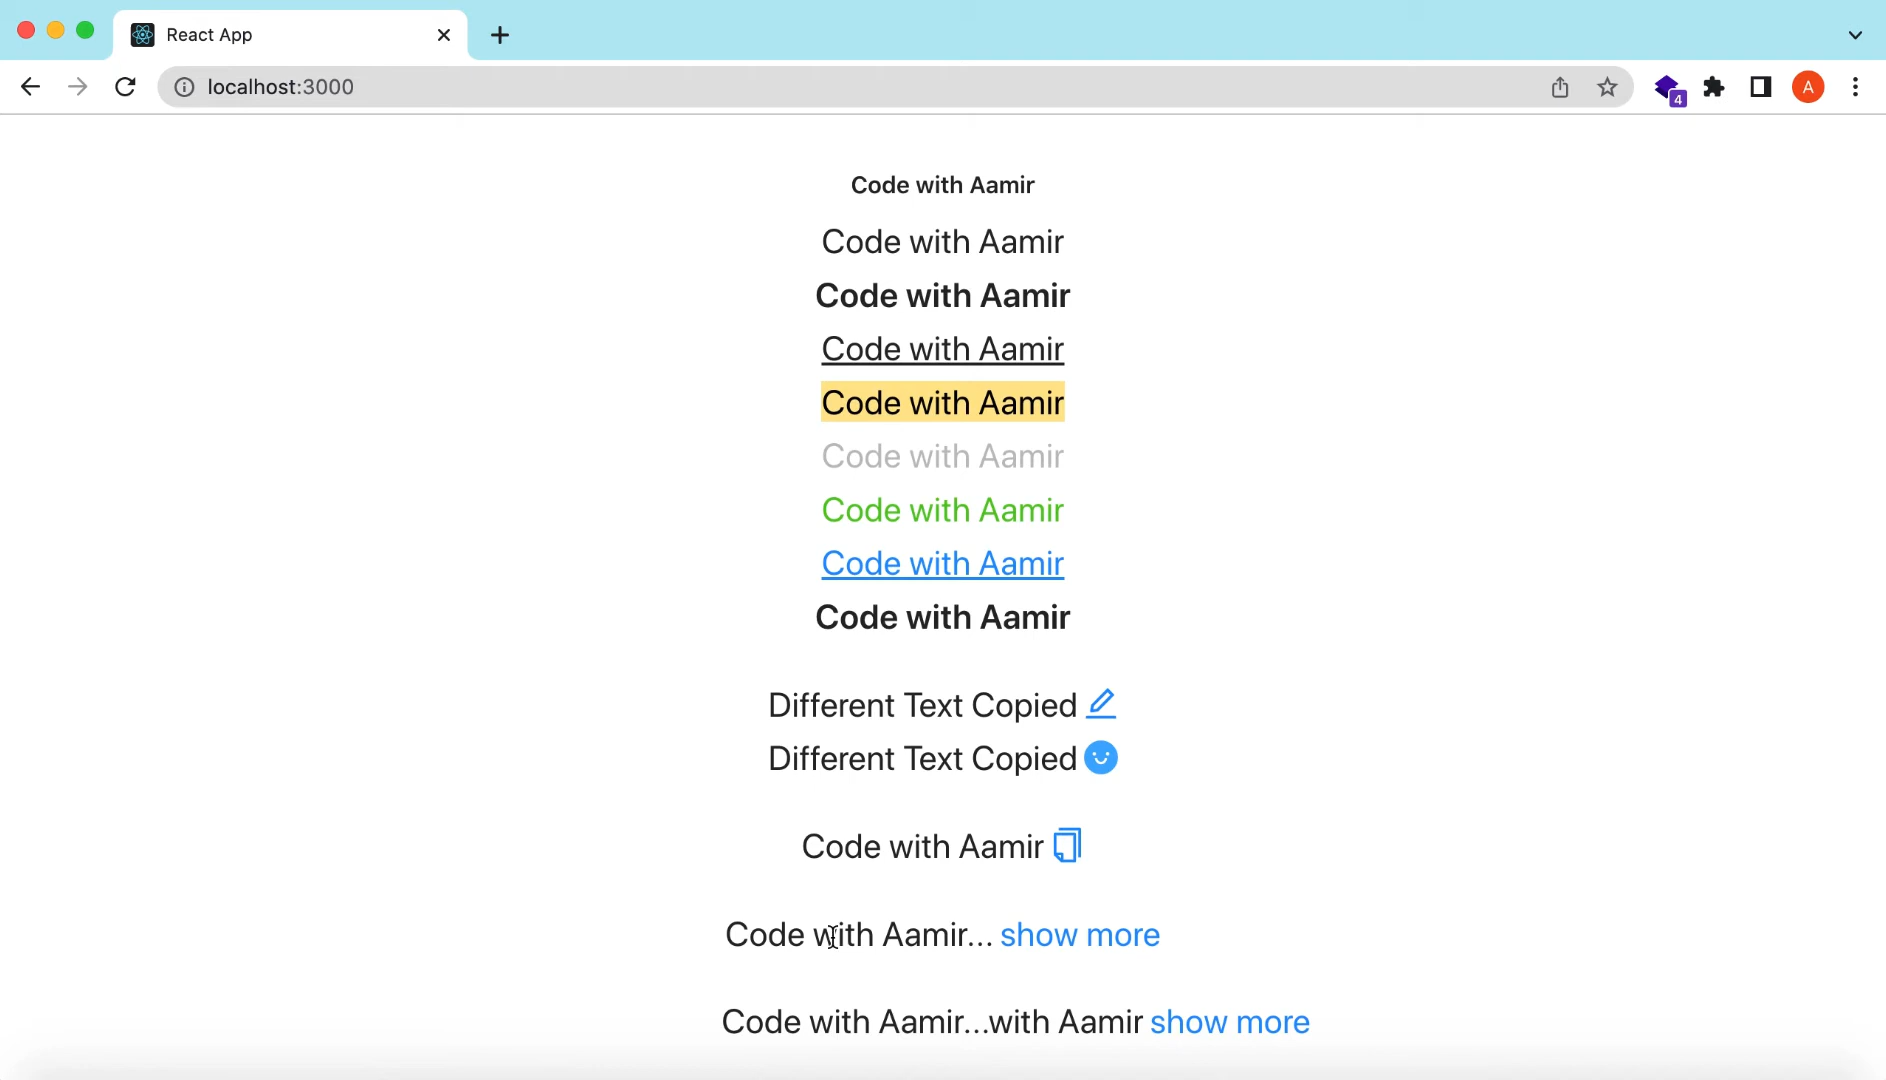 React App
localhost:3000
4
A
Code with Aamir
Code with Aamir
Code with Aamir
Code with Aamir
Code with Aamir
Code with Aamir
Code with Aamir
Code with Aamir
Code with Aamir
Different Text Copied
Different Text Copied
Code with Aamir
Code with Aamir... show more
Code with Aamir...with Aamir show more